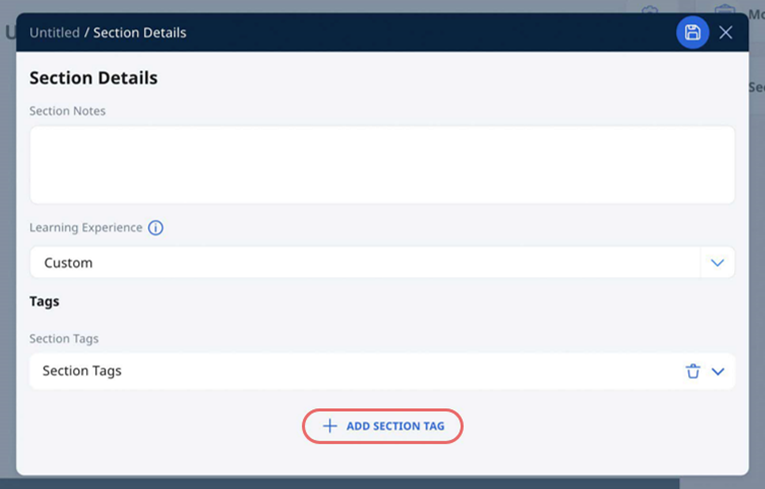 Untitled / Section Details
Section Details
Section Notes
Learning Experience
Custom
Tags
Section Tags
Section Tags
ADD SECTION TAG